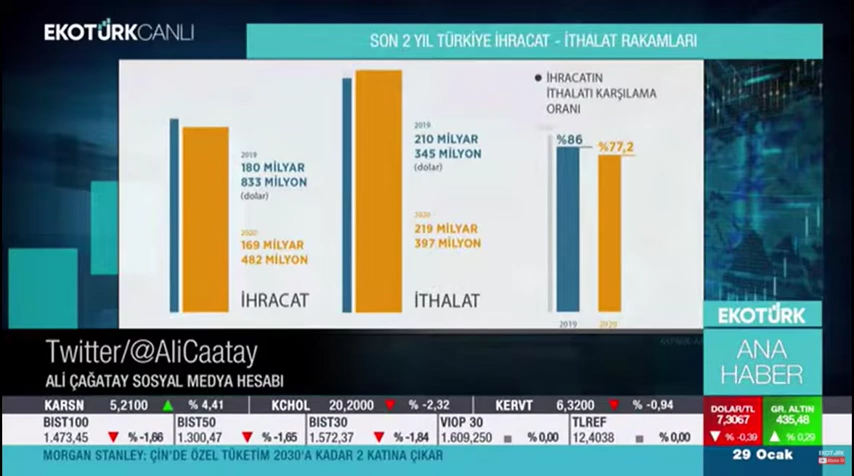 EKOTÜRK CANLI
SON 2 YIL TÜRKİYE İHRACAT - İTHALAT RAKAMLARI
2019
180 MİLYAR
833 MİLYON
(dolar)
2020
169 MİLYAR
482 MİLYON
İHRACAT
2019
210 MİLYAR
345 MİLYON
(dolar)
2020
219 MİLYAR
397 MİLYON
İTHALAT
• İHRACATIN
İTHALATI KARŞILAMA
ORANI
%86
%77,2
2019 2020
EKOTÜRK
ANA
HABER
Twitter/@AliCaatay
ALİ ÇAĞATAY SOSYAL MEDYA HESABI
KARSN 5,2100 % 4,41 KCHOL 20,2000 % -2,32 KERVT 6,3200 % -0,94
BIST100 BIST50 BIST30 VIOP 30 TLREF
1.473,45 % -1,66 1.300,47 % -1,65 1.572,37 % -1,84 1.609,250 % 0,00 12,4038 % 0,00
DOLAR/TL
7,3067
% -0,39
GR. ALTIN
435,48
% 0,29
MORGAN STANLEY: ÇİN'DE ÖZEL TÜKETİM 2030'A KADAR 2 KATINA ÇIKAR
29 Ocak
EKOTÜRK